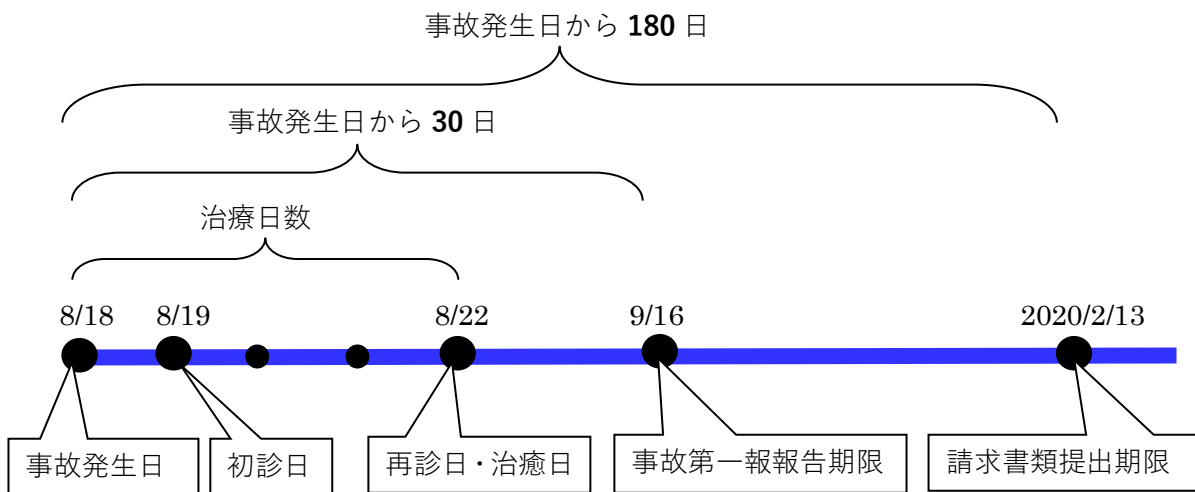 事故発生日から 180 日
事故発生日から 30 日
治療日数
8/18 8/19 8/22 9/16 2020/2/13
事故発生日 初診日 再診日・治癒日 事故第一報報告期限 請求書類提出期限